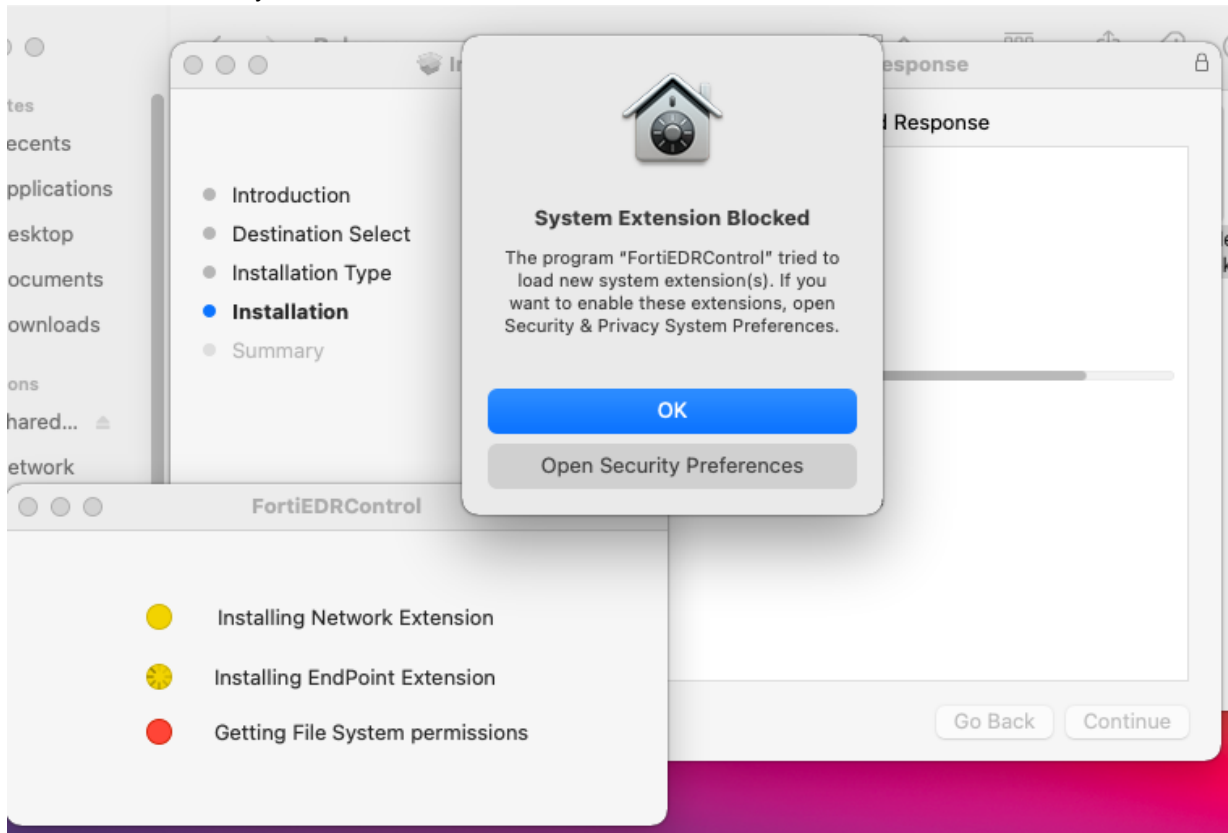 esponse
d Response
tes
ecents
pplications
esktop
ocuments
ownloads
ons
hared...
etwork
Introduction
Destination Select
Installation Type
Installation
Summary
System Extension Blocked
The program "FortiEDRControl" tried to
load new system extension(s). If you
want to enable these extensions, open
Security & Privacy System Preferences.
OK
Open Security Preferences
FortiEDRControl
Installing Network Extension
Installing EndPoint Extension
Getting File System permissions
Go Back
Continue